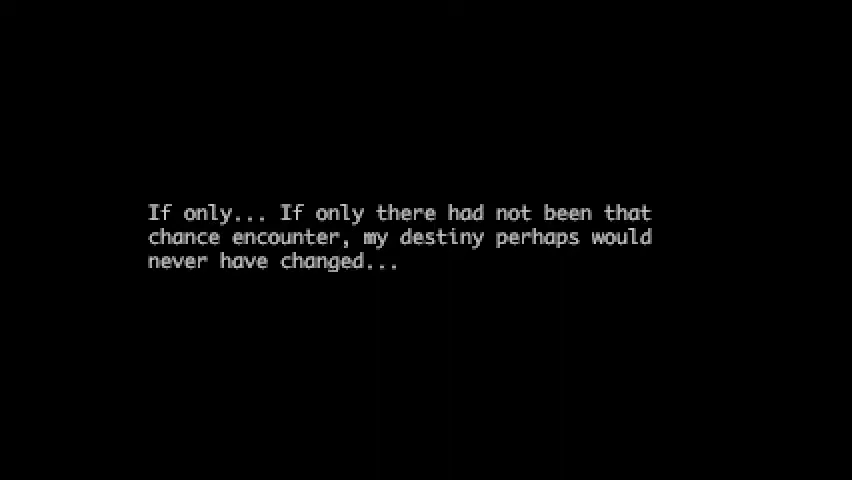 If only... If only there had not been that
chance encounter, my destiny perhaps would
never have changed...